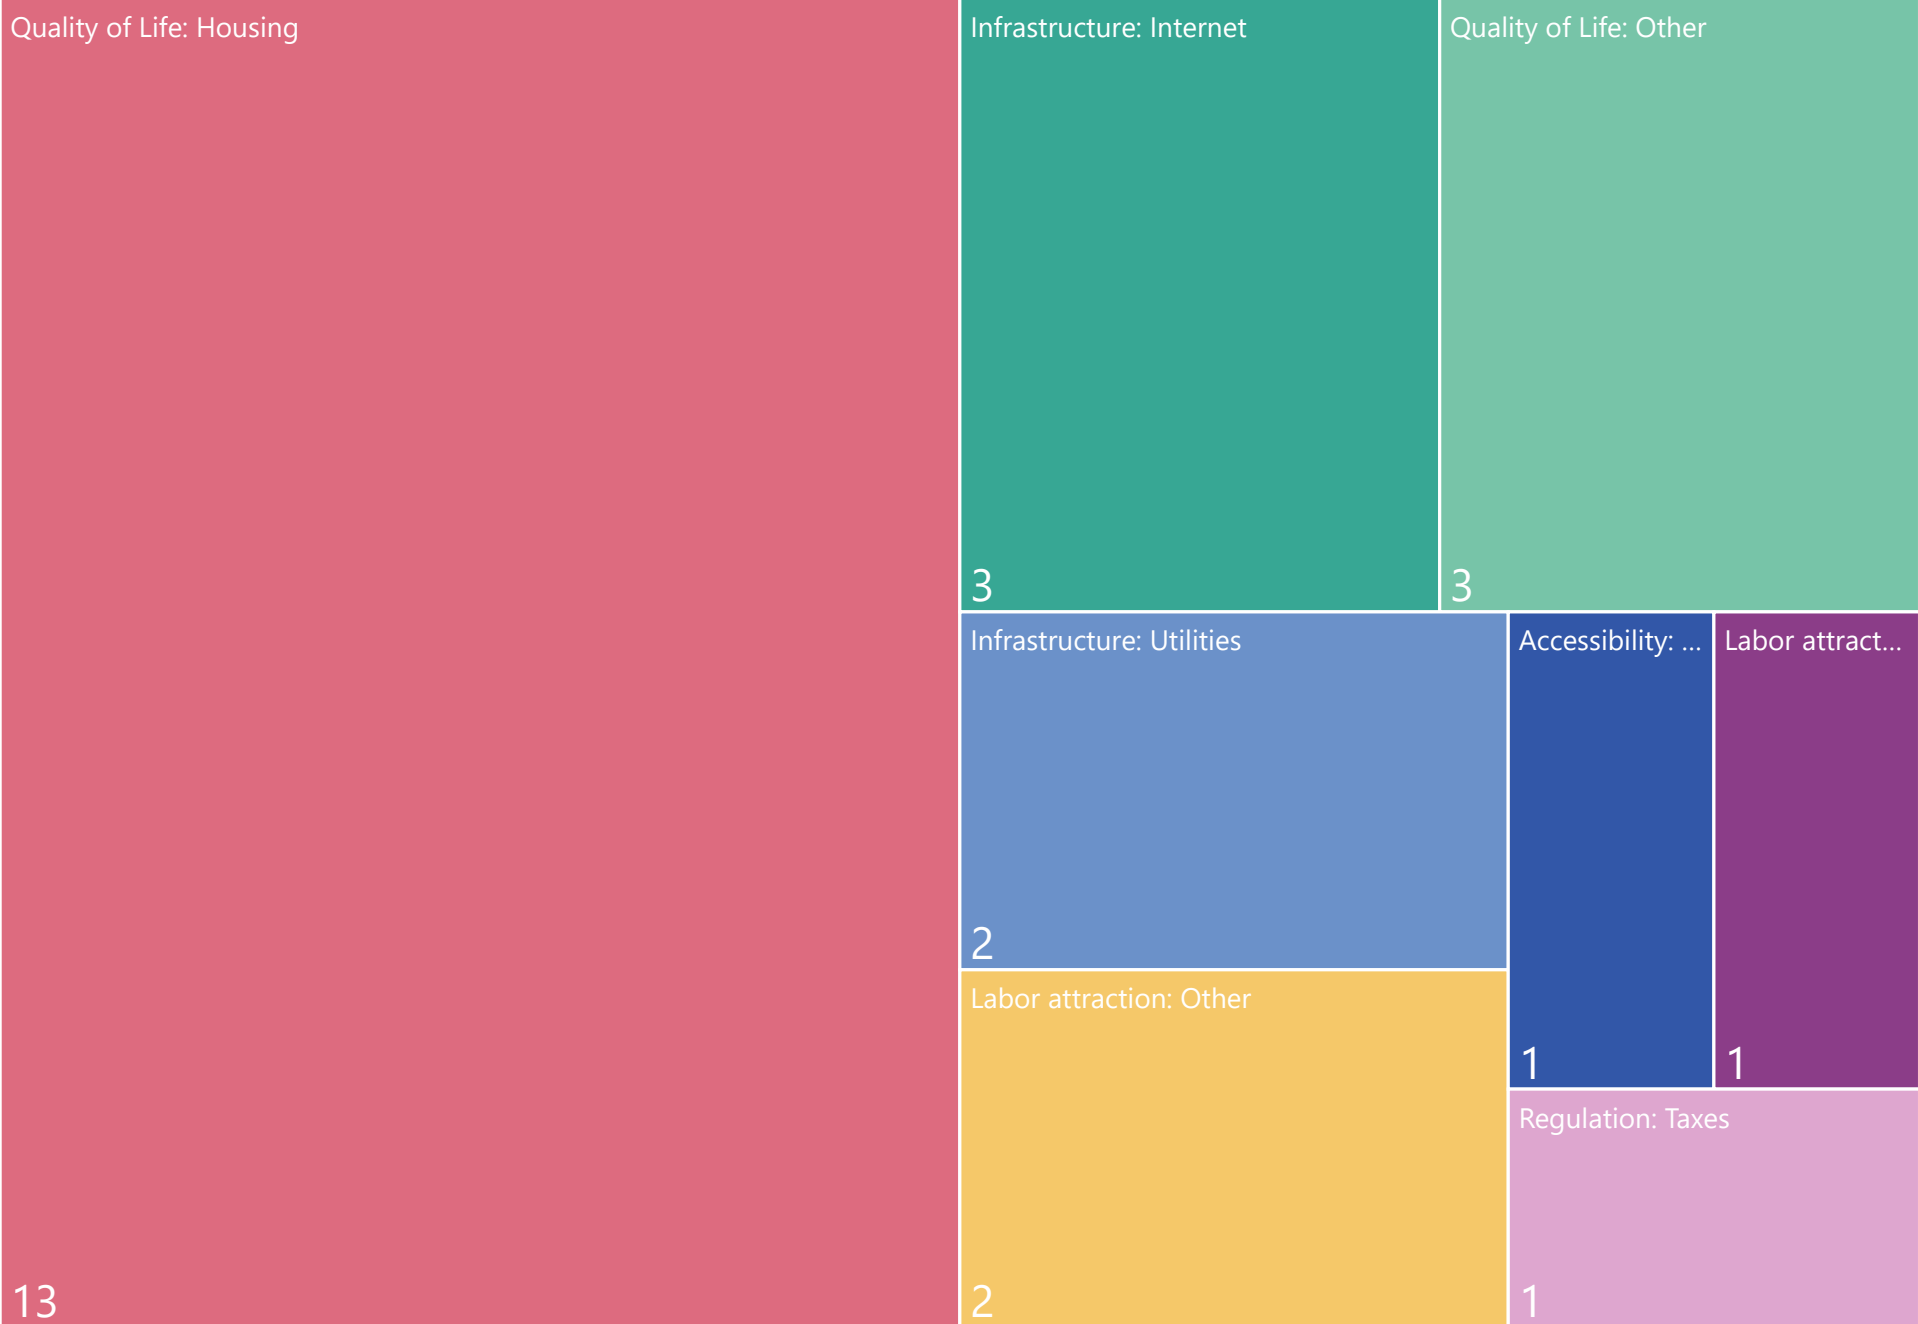 Quality of Life: Housing
13
Infrastructure: Internet
3
Quality of Life: Other
3
Infrastructure: Utilities
2
Labor attraction: Other
2
Accessibility: ...
1
Labor attract...
1
Regulation: Taxes
1